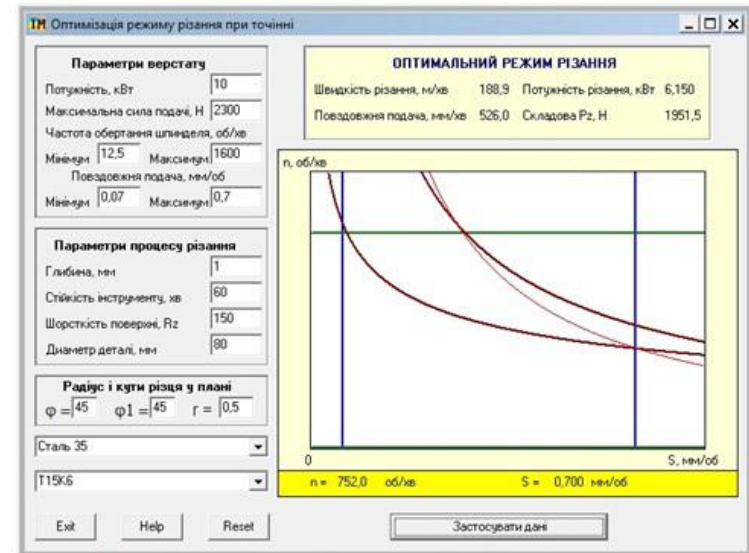 ТМ Оптимізація режиму різання при точінні
Параметри верстату
Потужність, кВт 10
Максимальна сила подачі, Н 2300
Частота обертання шпинделя, об/хв
Мінімум 12,5 Максимум 1600
Повздовжня подача, мм/об
Мінімум 0,07 Максимум 0,7
Параметри процесу різання
Глибина, мм 1
Стійкість інструменту, хв 60
Шорсткість поверхні, Rz 150
Диаметр деталі, мм 80
Радіус і кути різця у плані
φ = 45 φ1 = 45 r = 0,5
Сталь 35
Т15К6
Exit Help Reset
ОПТИМАЛЬНИЙ РЕЖИМ РІЗАННЯ
Швидкість різання, м/хв 188,9 Потужність різання, кВт 6,150
Повздовжня подача, мм/хв 526,0 Складова Pz, Н 1951,5
n, об/хв
0 S, мм/об
n = 752,0 об/хв S = 0,700 мм/об
Застосувати дані